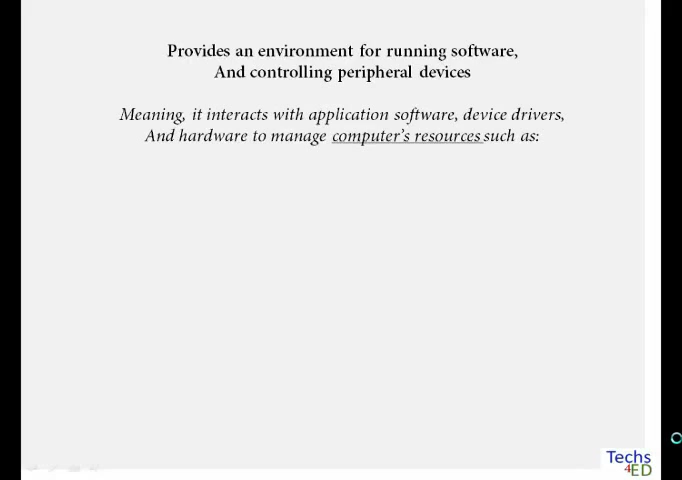 Provides an environment for running software,
And controlling peripheral devices
Meaning, it interacts with application software, device drivers,
And hardware to manage computer's resources such as:
Techs
4ED